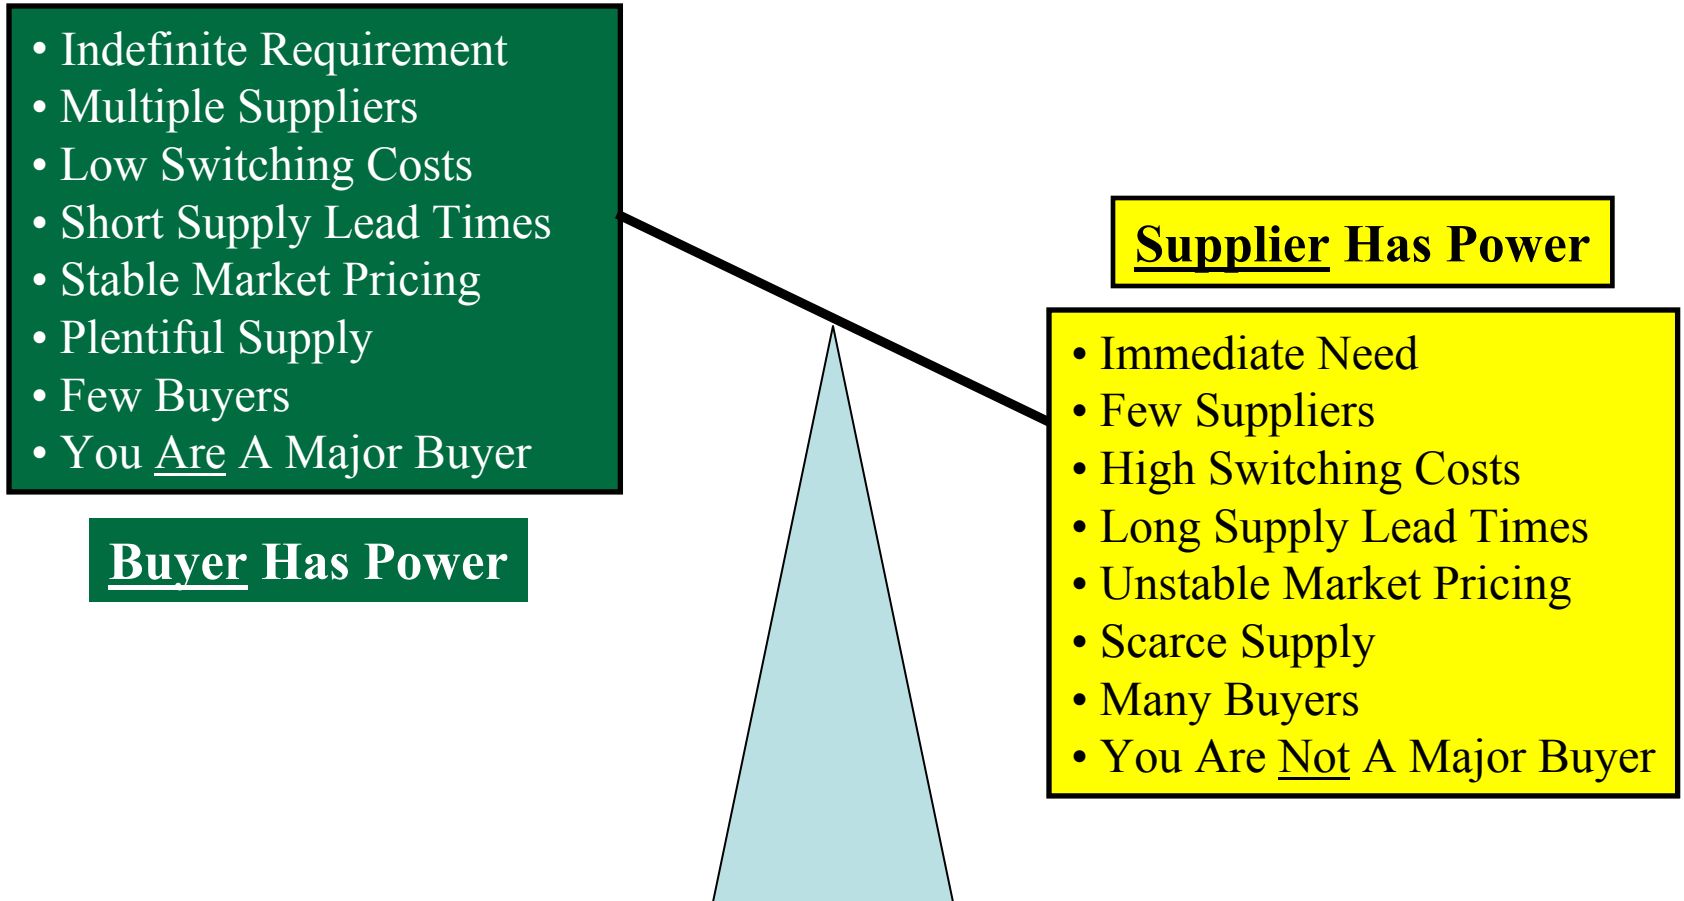 • Indefinite Requirement
• Multiple Suppliers
• Low Switching Costs
• Short Supply Lead Times
• Stable Market Pricing
• Plentiful Supply
• Few Buyers
• You Are A Major Buyer
Buyer Has Power
Supplier Has Power
• Immediate Need
• Few Suppliers
• High Switching Costs
• Long Supply Lead Times
• Unstable Market Pricing
• Scarce Supply
• Many Buyers
• You Are Not A Major Buyer